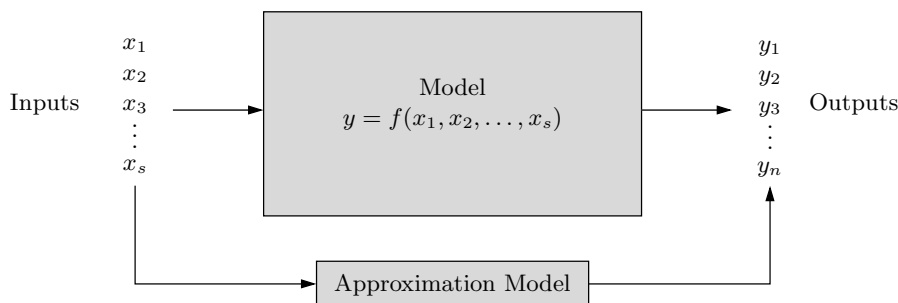 Inputs
x₁
x₂
x₃
⋮
xₛ
Model
y = f(x₁, x₂, . . . , xₛ)
y₁
y₂
y₃
⋮
yₙ
Outputs
Approximation Model